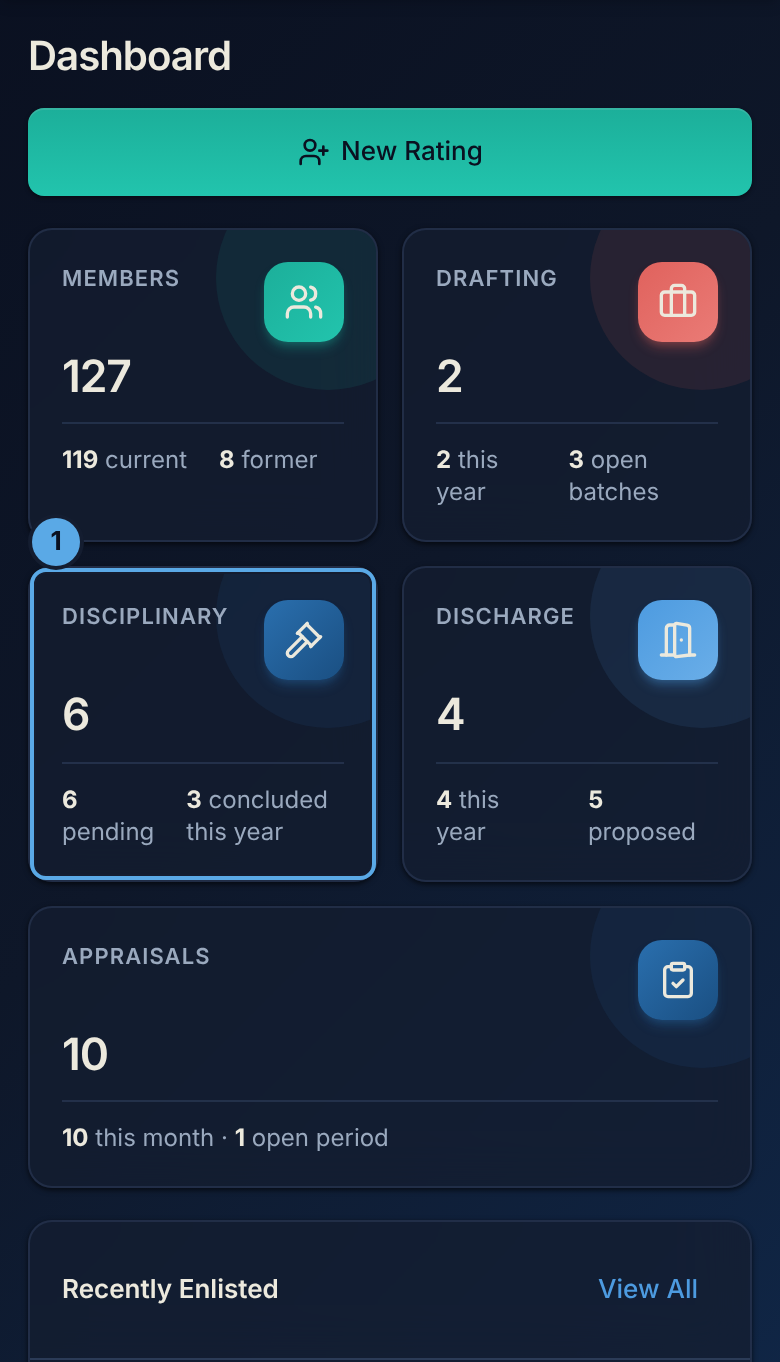 Dashboard
New Rating
MEMBERS
127
119 current 8 former
DRAFTING
2
2 this
year
3 open
batches
1
DISCIPLINARY
6
6
pending
3 concluded
this year
DISCHARGE
4
4 this
year
5
proposed
APPRAISALS
10
10 this month · 1 open period
Recently Enlisted
View All